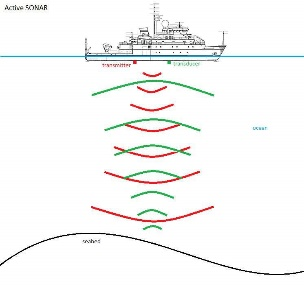 Active SONAR
transmitter
transducer
ocean
seabed